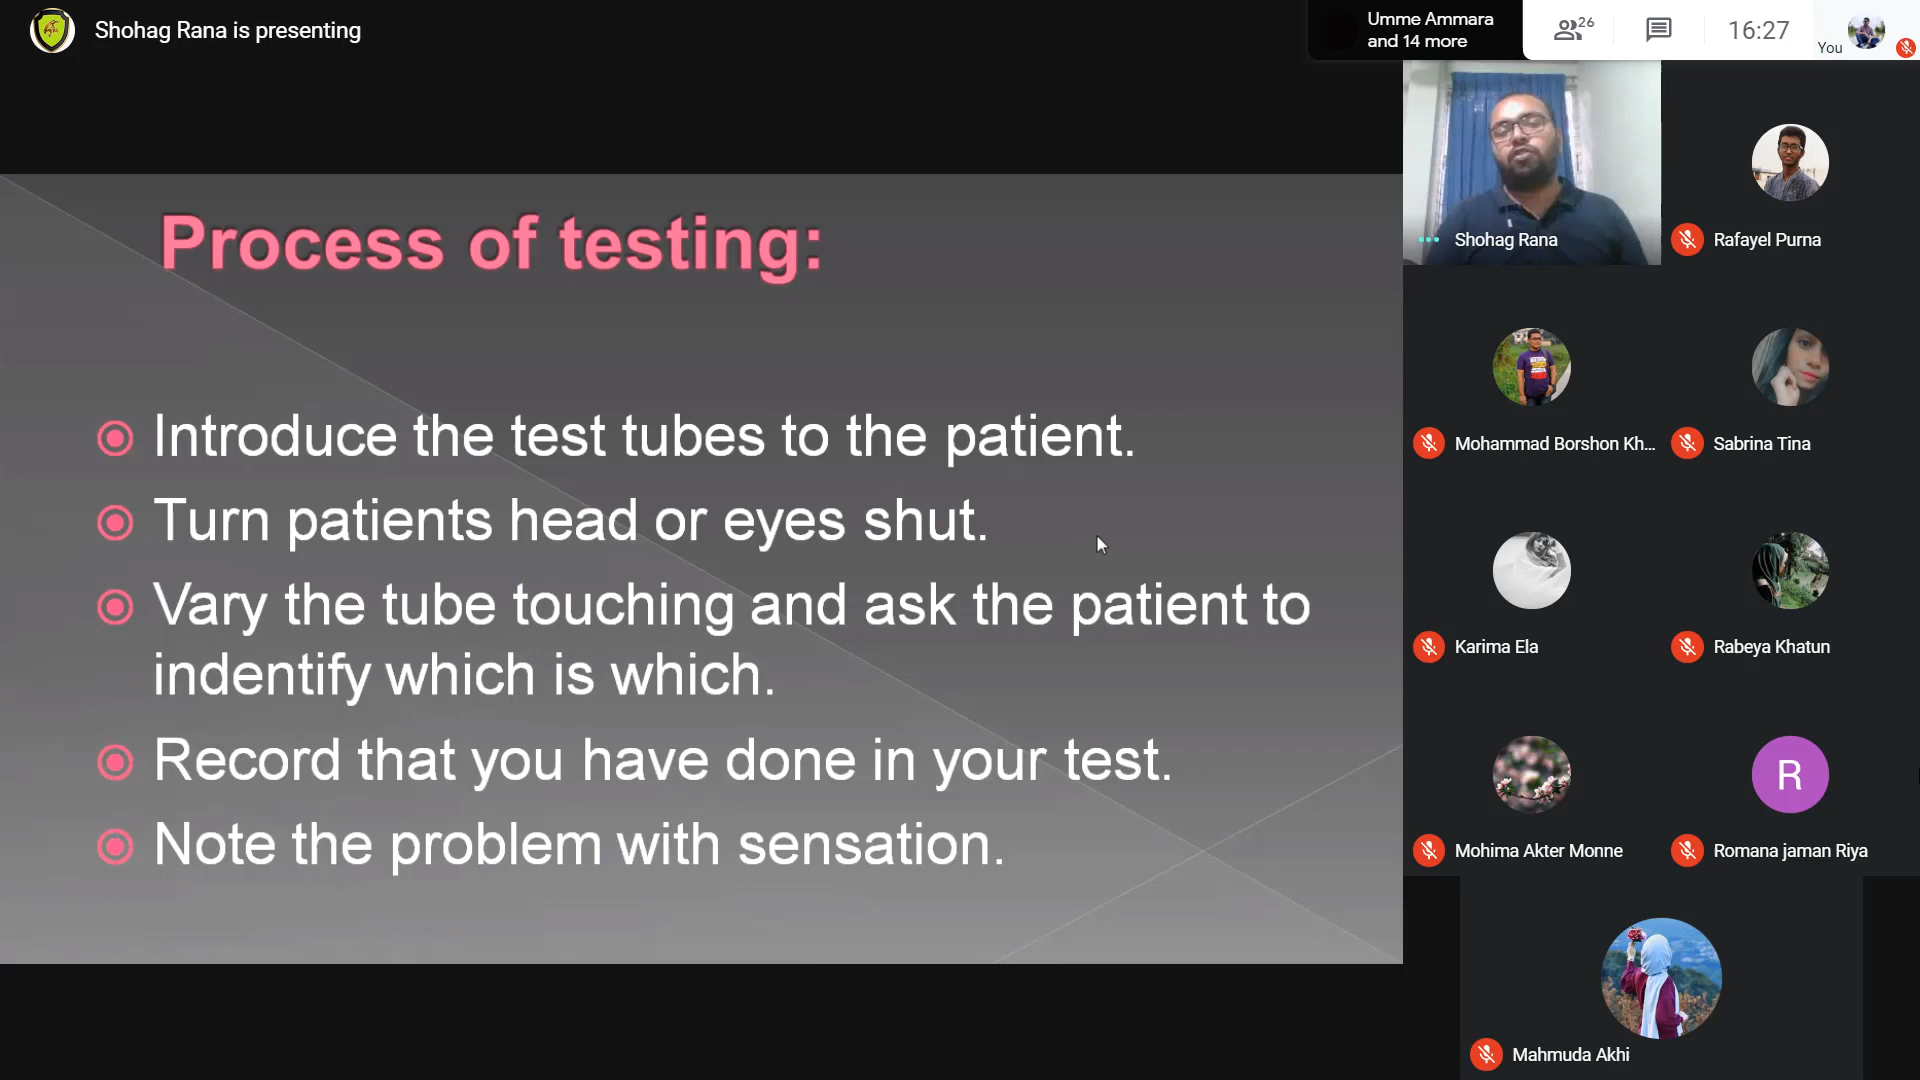 Shohag Rana is presenting
Umme Ammara
and 14 more
26
16:27
You
Process of testing:
Introduce the test tubes to the patient.
Turn patients head or eyes shut.
Vary the tube touching and ask the patient to
indentify which is which.
Record that you have done in your test.
Note the problem with sensation.
Shohag Rana
Rafayel Purna
Mohammad Borshon Kh...
Sabrina Tina
Karima Ela
Rabeya Khatun
R
Mohima Akter Monne
Romana jaman Riya
Mahmuda Akhi